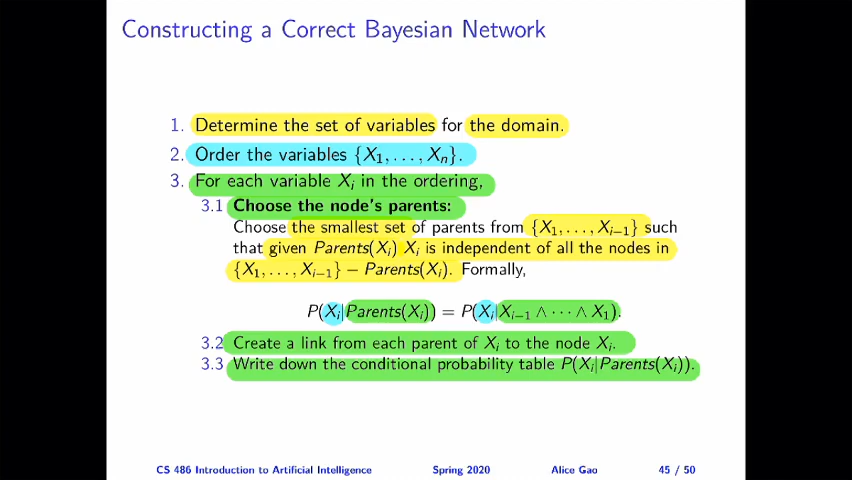 Constructing a Correct Bayesian Network
1. Determine the set of variables for the domain.
2. Order the variables {X₁, . . . , Xₙ}.
3. For each variable Xᵢ in the ordering,
3.1 Choose the node's parents:
Choose the smallest set of parents from {X₁, . . . , Xᵢ₋₁} such
that given Parents(Xᵢ) Xᵢ is independent of all the nodes in
{X₁, . . . , Xᵢ₋₁} − Parents(Xᵢ). Formally,
P(Xᵢ|Parents(Xᵢ)) = P(Xᵢ|Xᵢ₋₁ ∧ · · · ∧ X₁).
3.2 Create a link from each parent of Xᵢ to the node Xᵢ.
3.3 Write down the conditional probability table P(Xᵢ|Parents(Xᵢ)).
CS 486 Introduction to Artificial Intelligence Spring 2020 Alice Gao 45 / 50